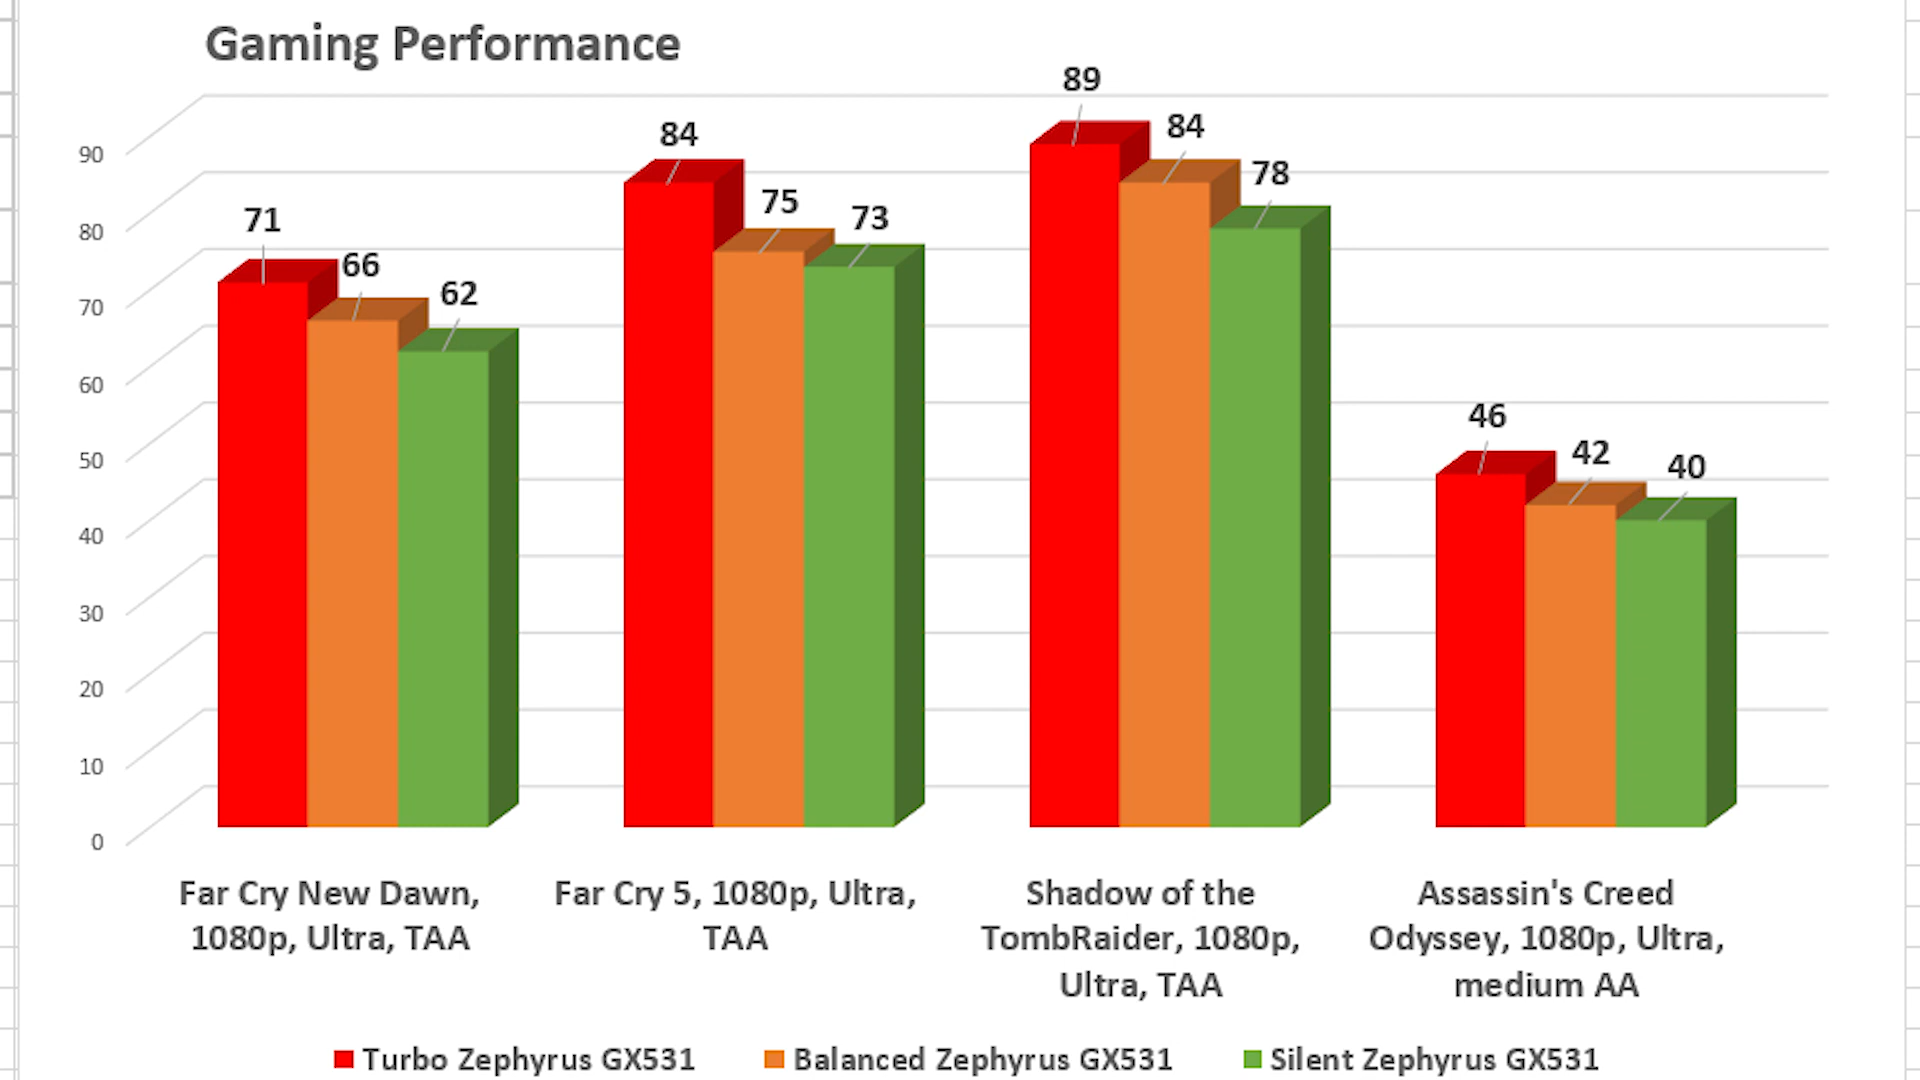 Gaming Performance
90
80
70
60
50
40
30
20
10
0
71
66
62
84
75
73
89
84
78
46
42
40
Far Cry New Dawn,
1080p, Ultra, TAA
Far Cry 5, 1080p, Ultra,
TAA
Shadow of the
TombRaider, 1080p,
Ultra, TAA
Assassin's Creed
Odyssey, 1080p, Ultra,
medium AA
Turbo Zephyrus GX531
Balanced Zephyrus GX531
Silent Zephyrus GX531